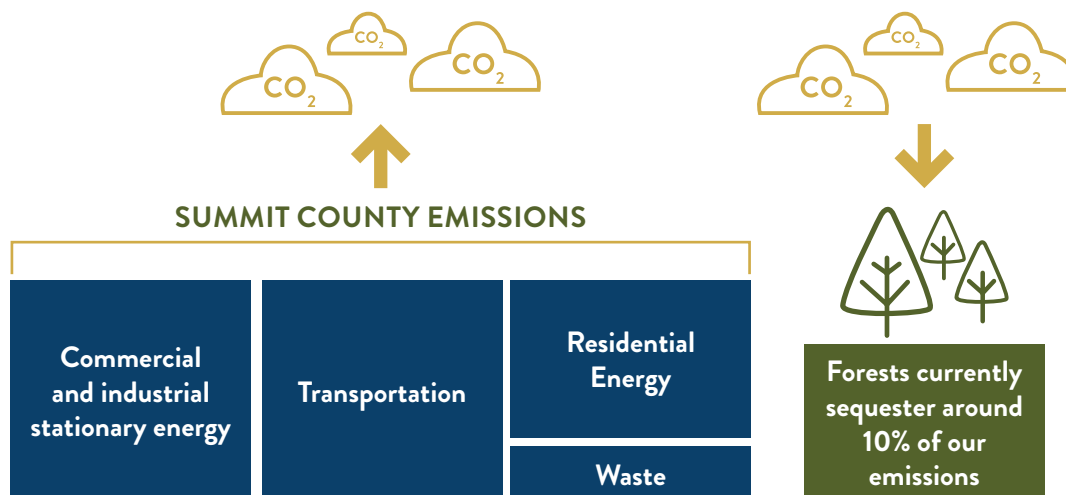 CO2
CO2
CO2
CO2
CO2
CO2
SUMMIT COUNTY EMISSIONS
Commercial
and industrial
stationary energy
Transportation
Residential
Energy
Waste
Forests currently
sequester around
10% of our
emissions